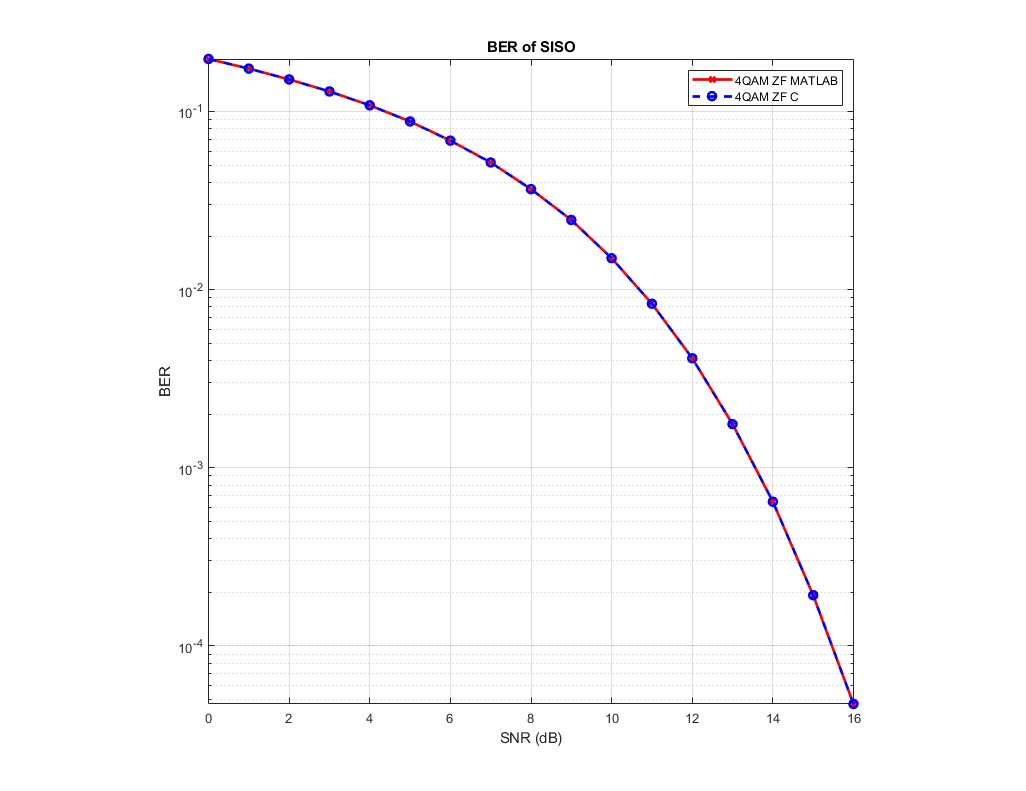 BER of SISO
4QAM ZF MATLAB
4QAM ZF C
10^-1
10^-2
10^-3
10^-4
BER
0 2 4 6 8 10 12 14 16
SNR (dB)